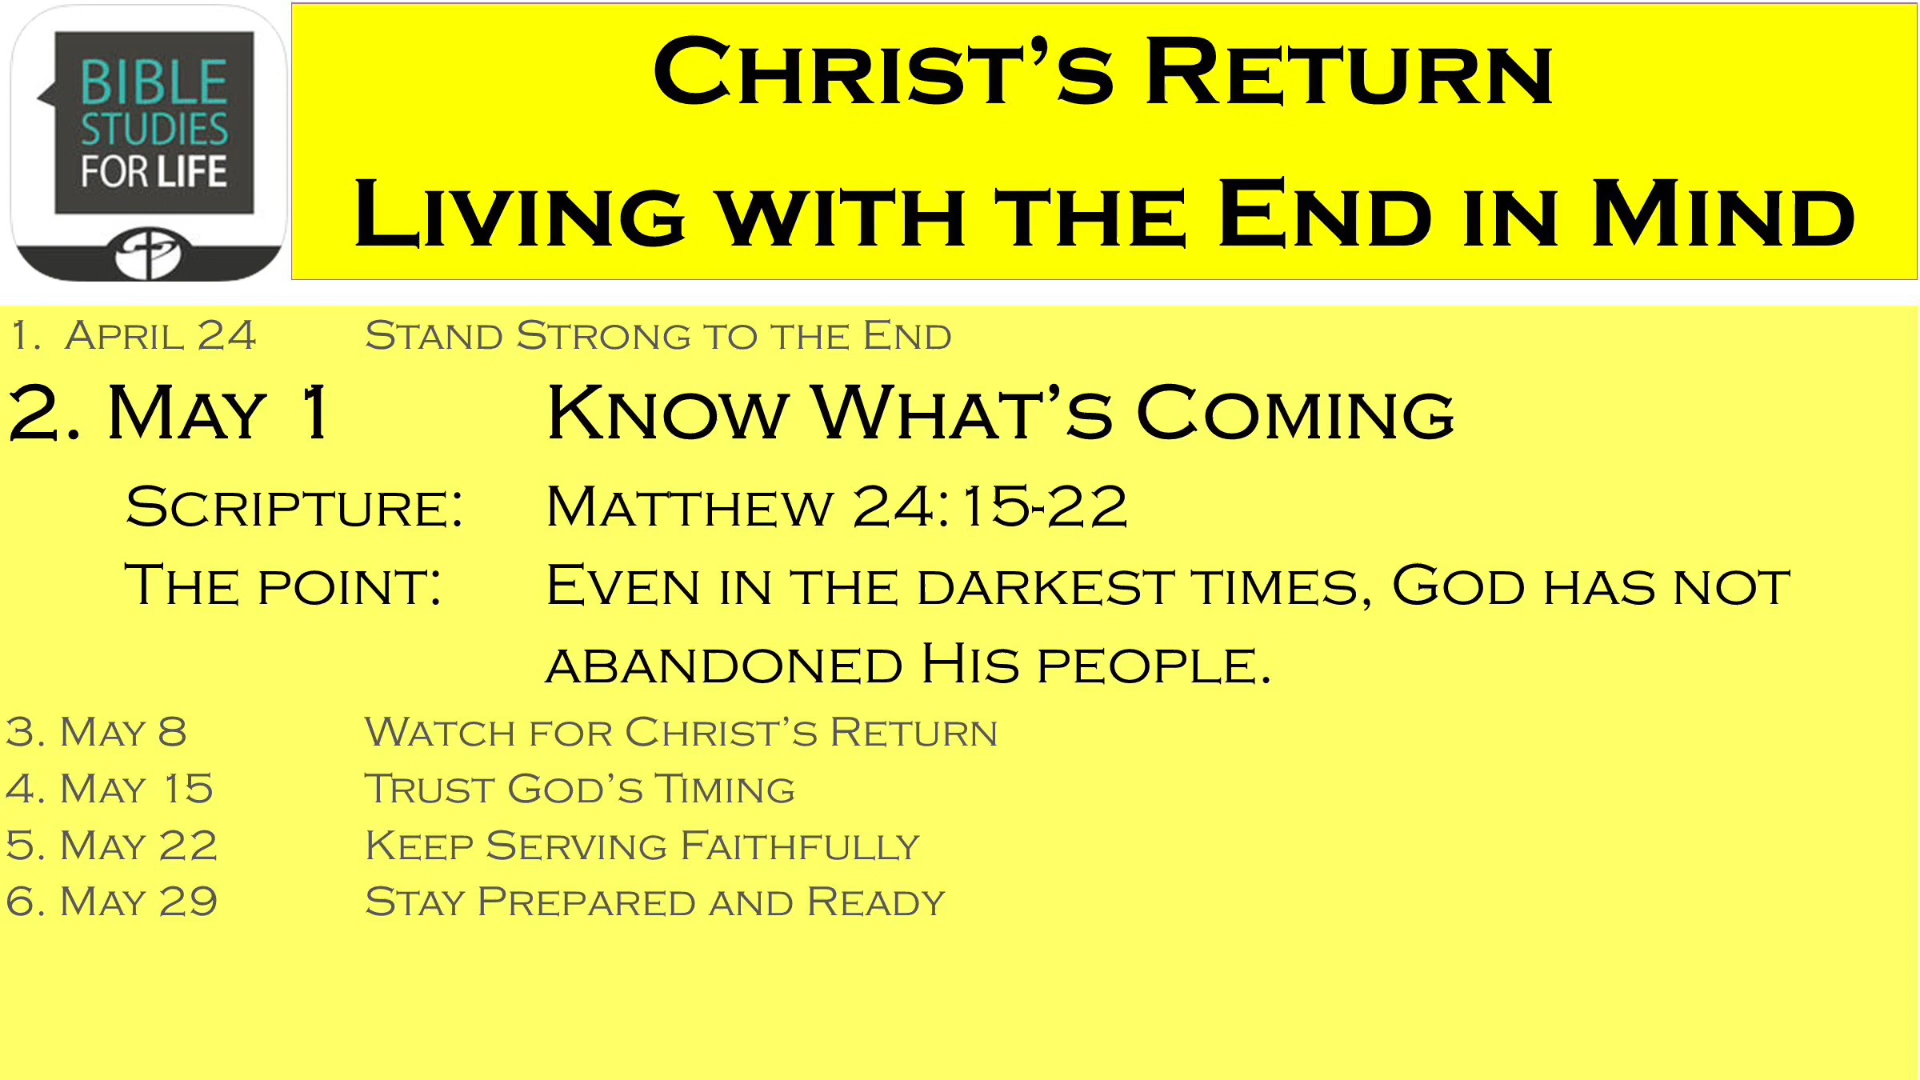 BIBLE
STUDIES
FOR LIFE
Christ’s Return
Living with the End in Mind
1. April 24 Stand Strong to the End
2. May 1 Know What’s Coming
Scripture: Matthew 24:15-22
The point: Even in the darkest times, God has not
abandoned His people.
3. May 8 Watch for Christ’s Return
4. May 15 Trust God’s Timing
5. May 22 Keep Serving Faithfully
6. May 29 Stay Prepared and Ready